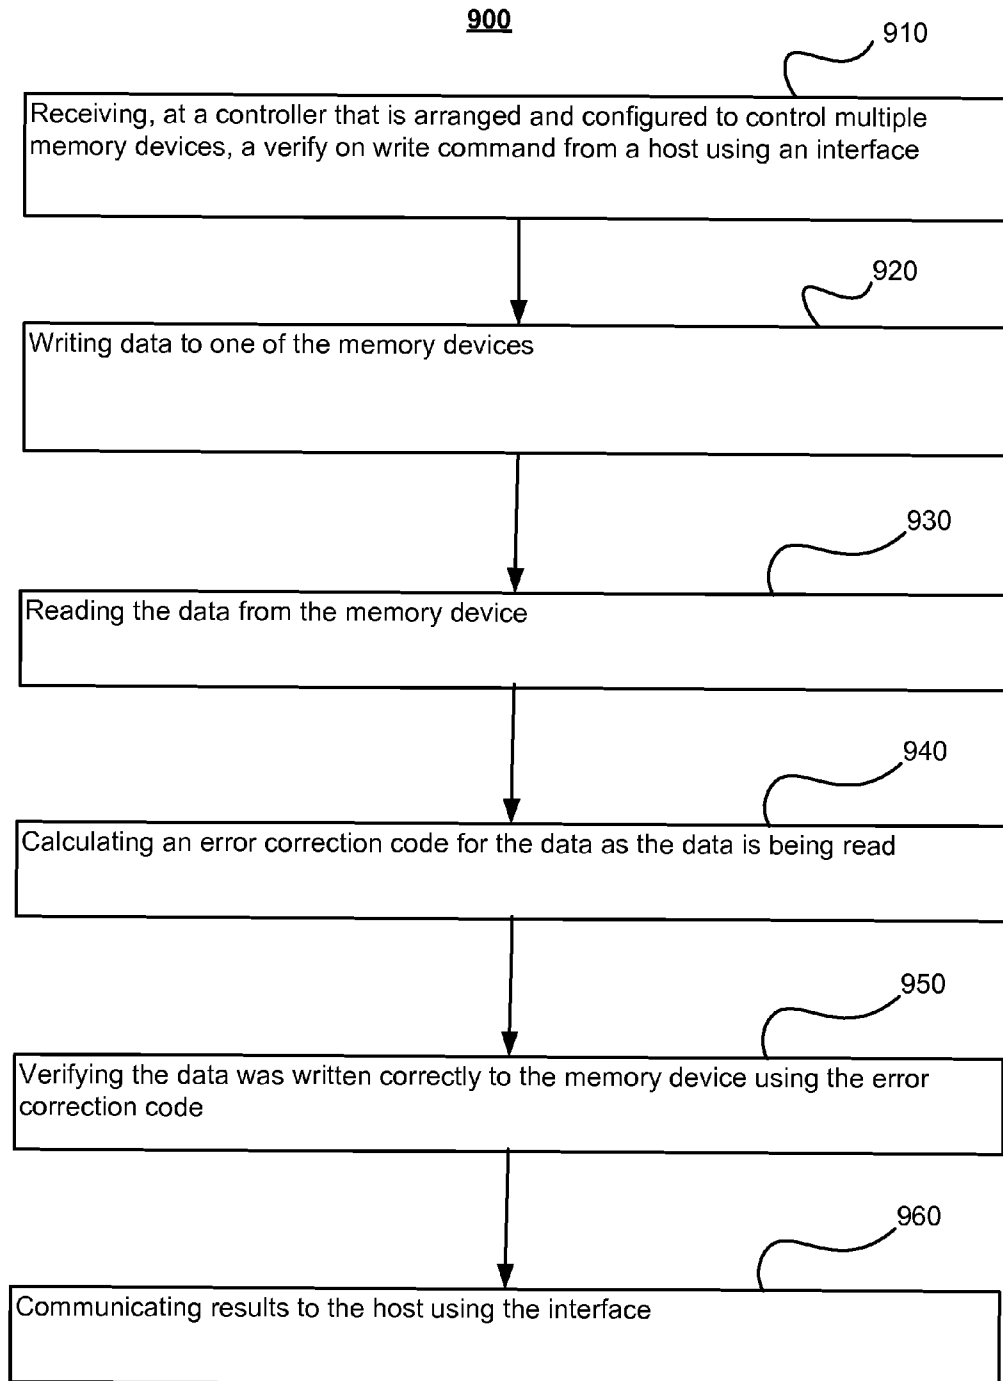 900
910
Receiving, at a controller that is arranged and configured to control multiple
memory devices, a verify on write command from a host using an interface
920
Writing data to one of the memory devices
930
Reading the data from the memory device
940
Calculating an error correction code for the data as the data is being read
950
Verifying the data was written correctly to the memory device using the error
correction code
960
Communicating results to the host using the interface